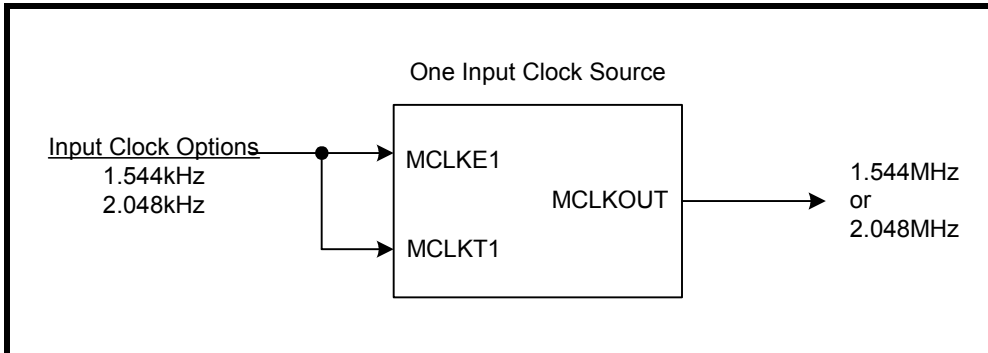 One Input Clock Source
Input Clock Options
1.544kHz
2.048kHz
MCLKE1
MCLKOUT
MCLKT1
1.544MHz
or
2.048MHz